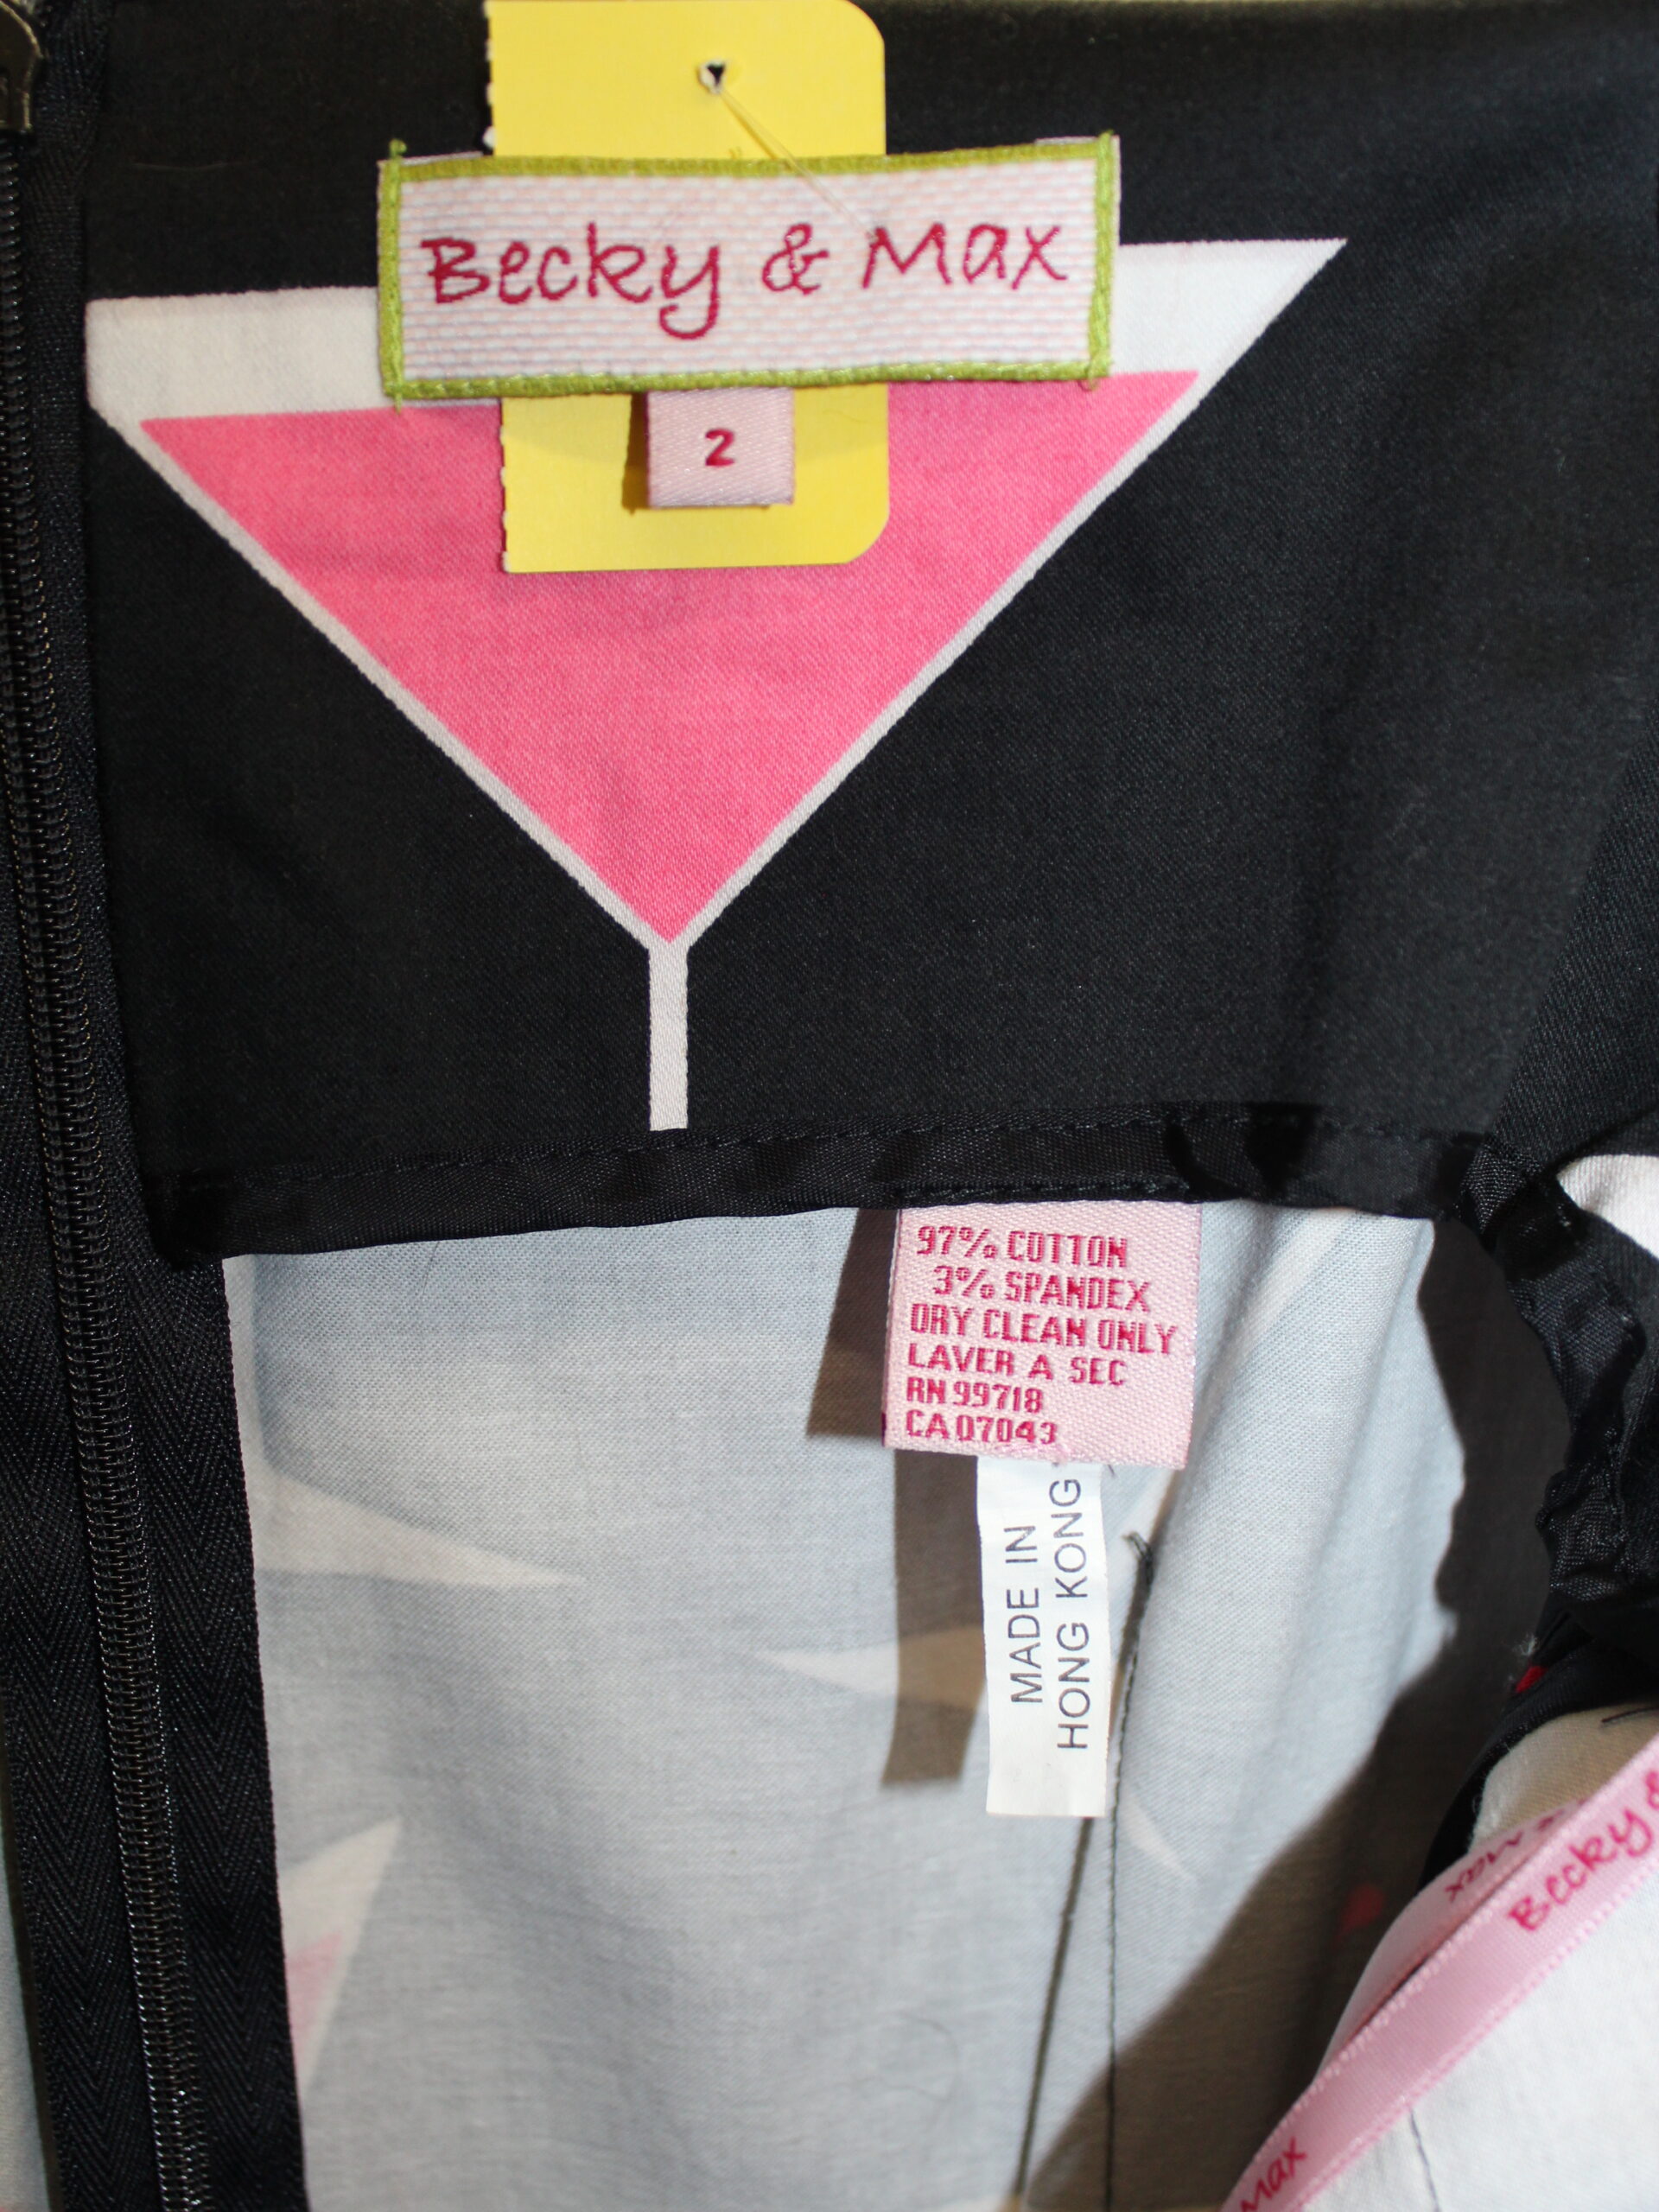 Becky & Max
2
97% COTTON
3% SPANDEX
DRY CLEAN ONLY
LAVER A SEC
RN 99718
CA 07043
MADE IN
HONG KONG
Becky &
Max
Max